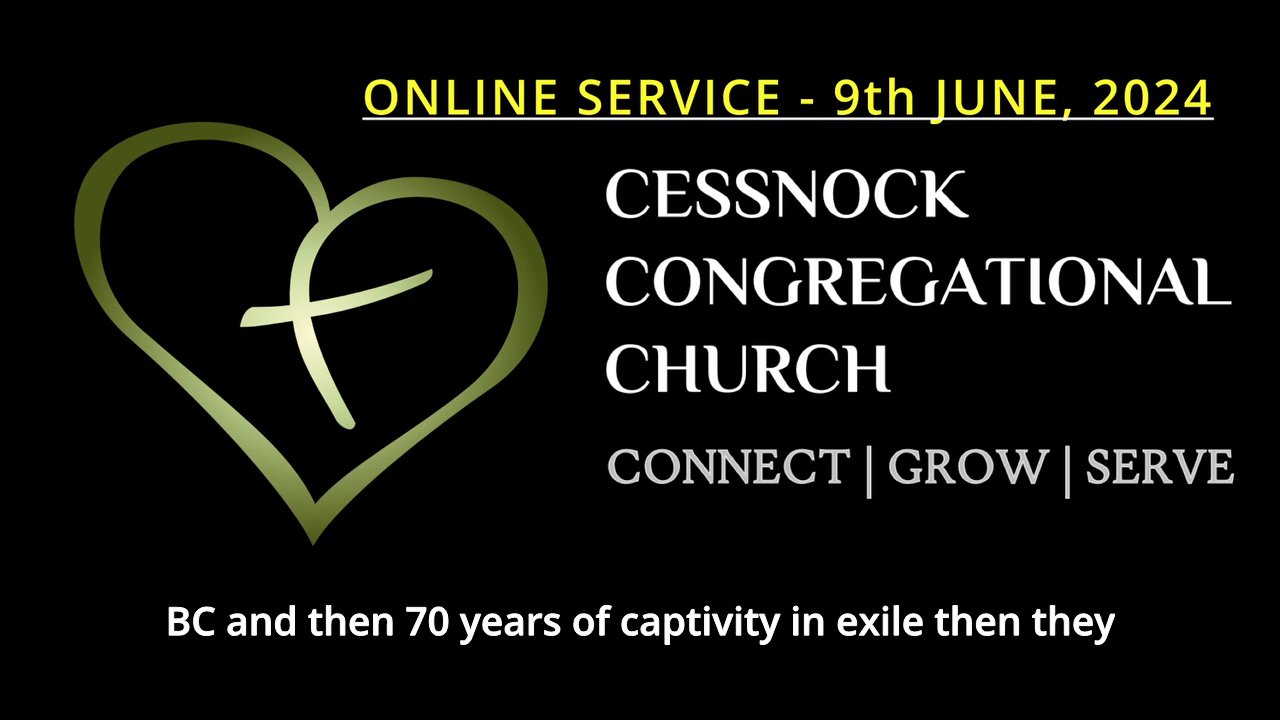 ONLINE SERVICE - 9th JUNE, 2024
CESSNOCK
CONGREGATIONAL
CHURCH
CONNECT | GROW | SERVE
BC and then 70 years of captivity in exile then they